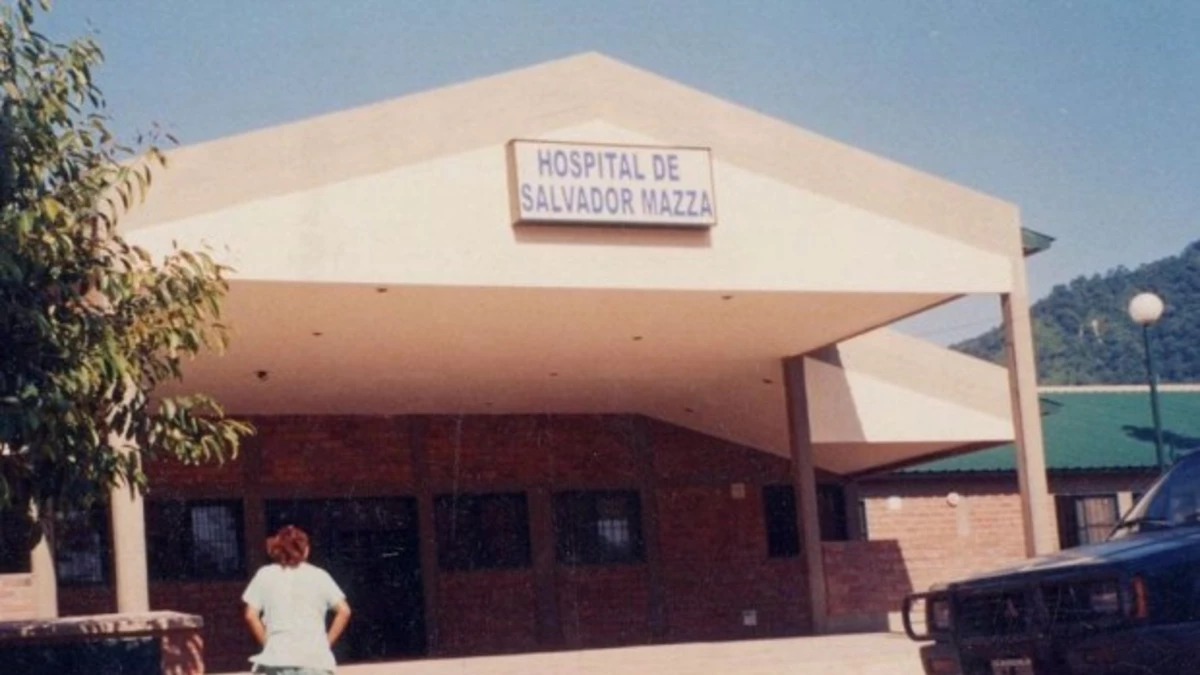 HOSPITAL DE
SALVADOR MAZZA